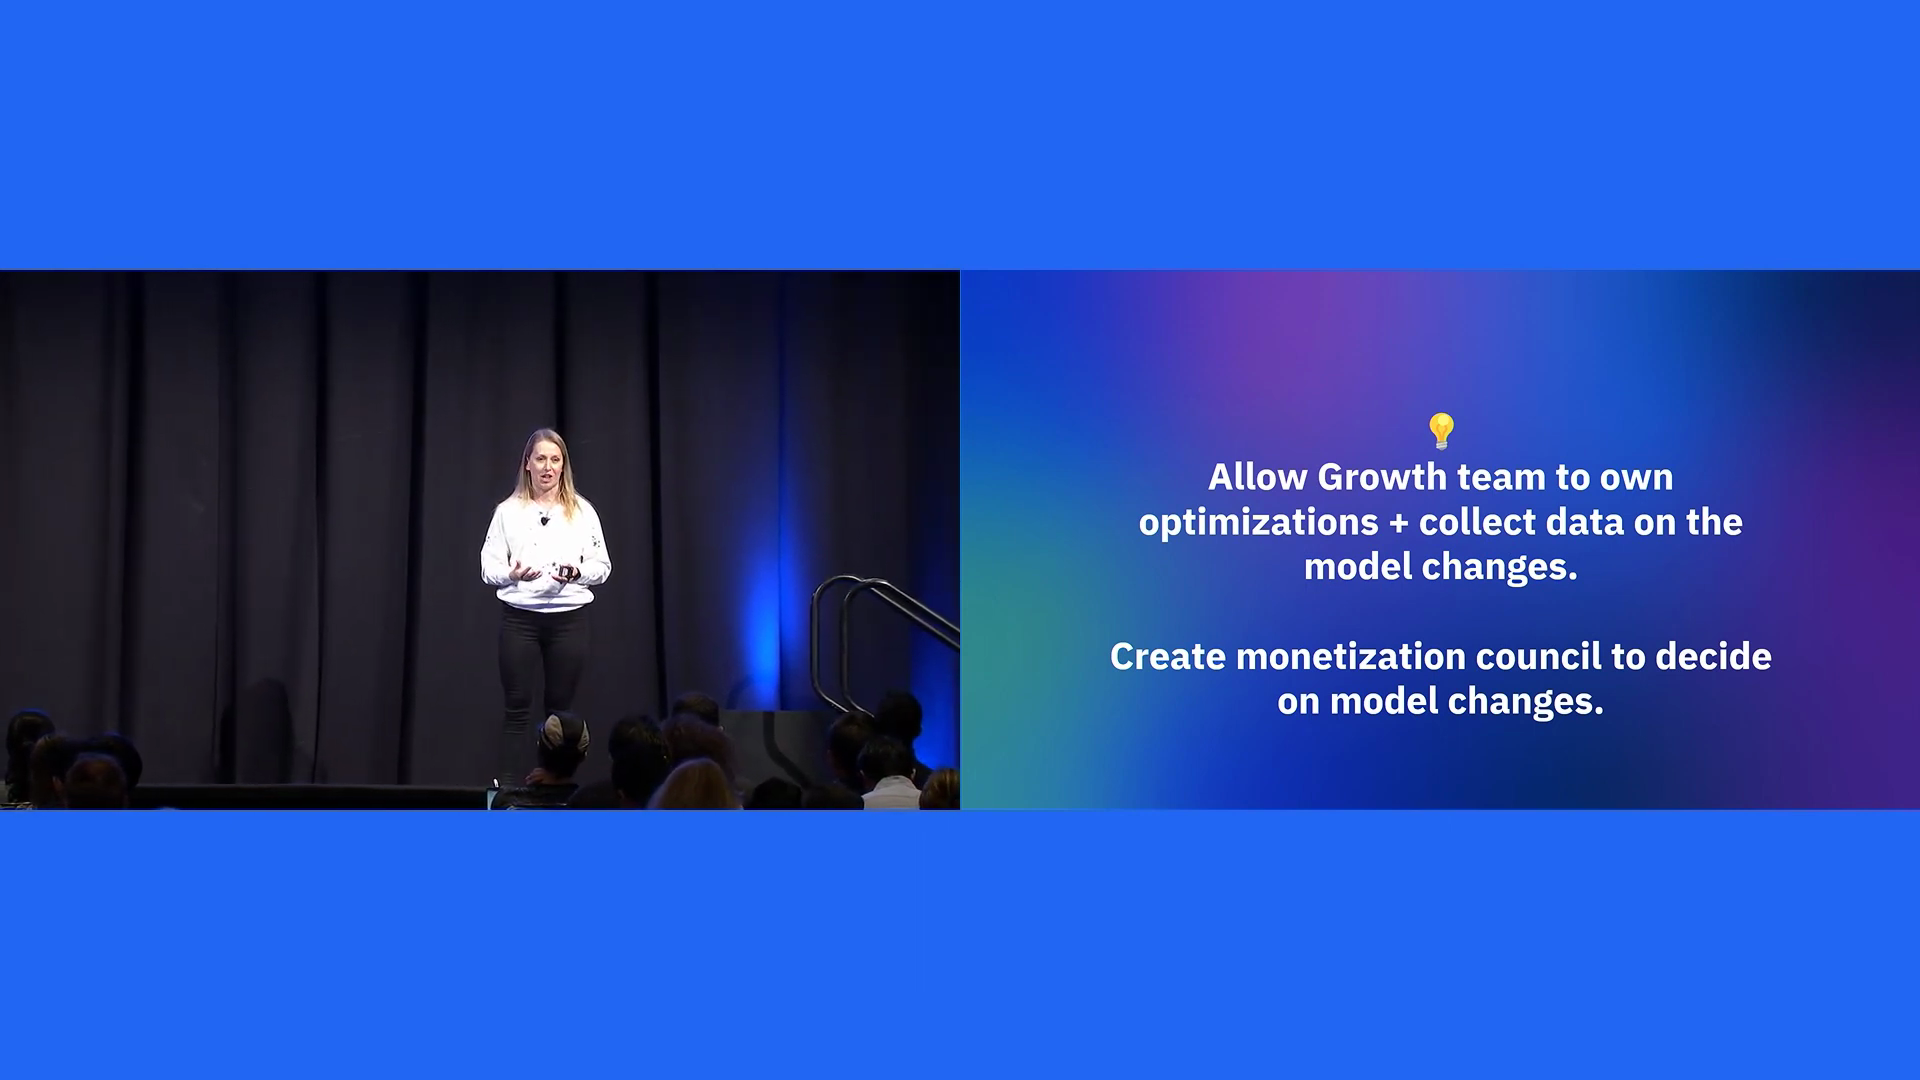 Allow Growth team to own
optimizations + collect data on the
model changes.
Create monetization council to decide
on model changes.